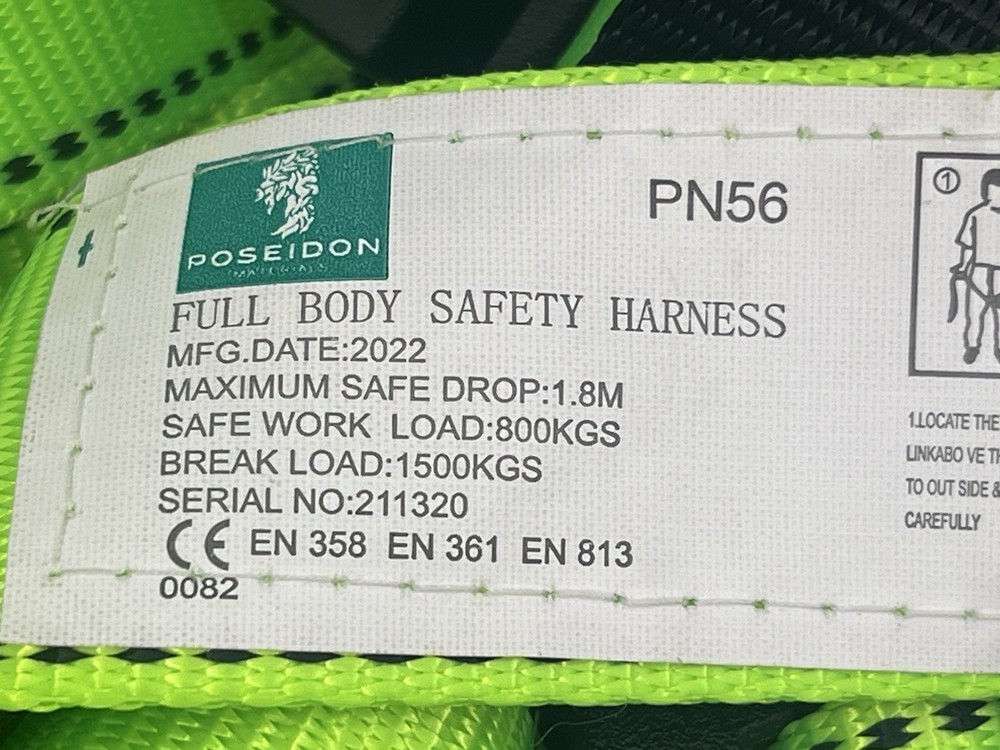 POSEIDON
MATERIALS
PN56
FULL BODY SAFETY HARNESS
MFG.DATE:2022
MAXIMUM SAFE DROP:1.8M
SAFE WORK LOAD:800KGS
BREAK LOAD:1500KGS
SERIAL NO:211320
CE EN 358 EN 361 EN 813
0082
①
1.LOCATE THE
LINKABO VE
TO OUT SIDE &
CAREFULLY